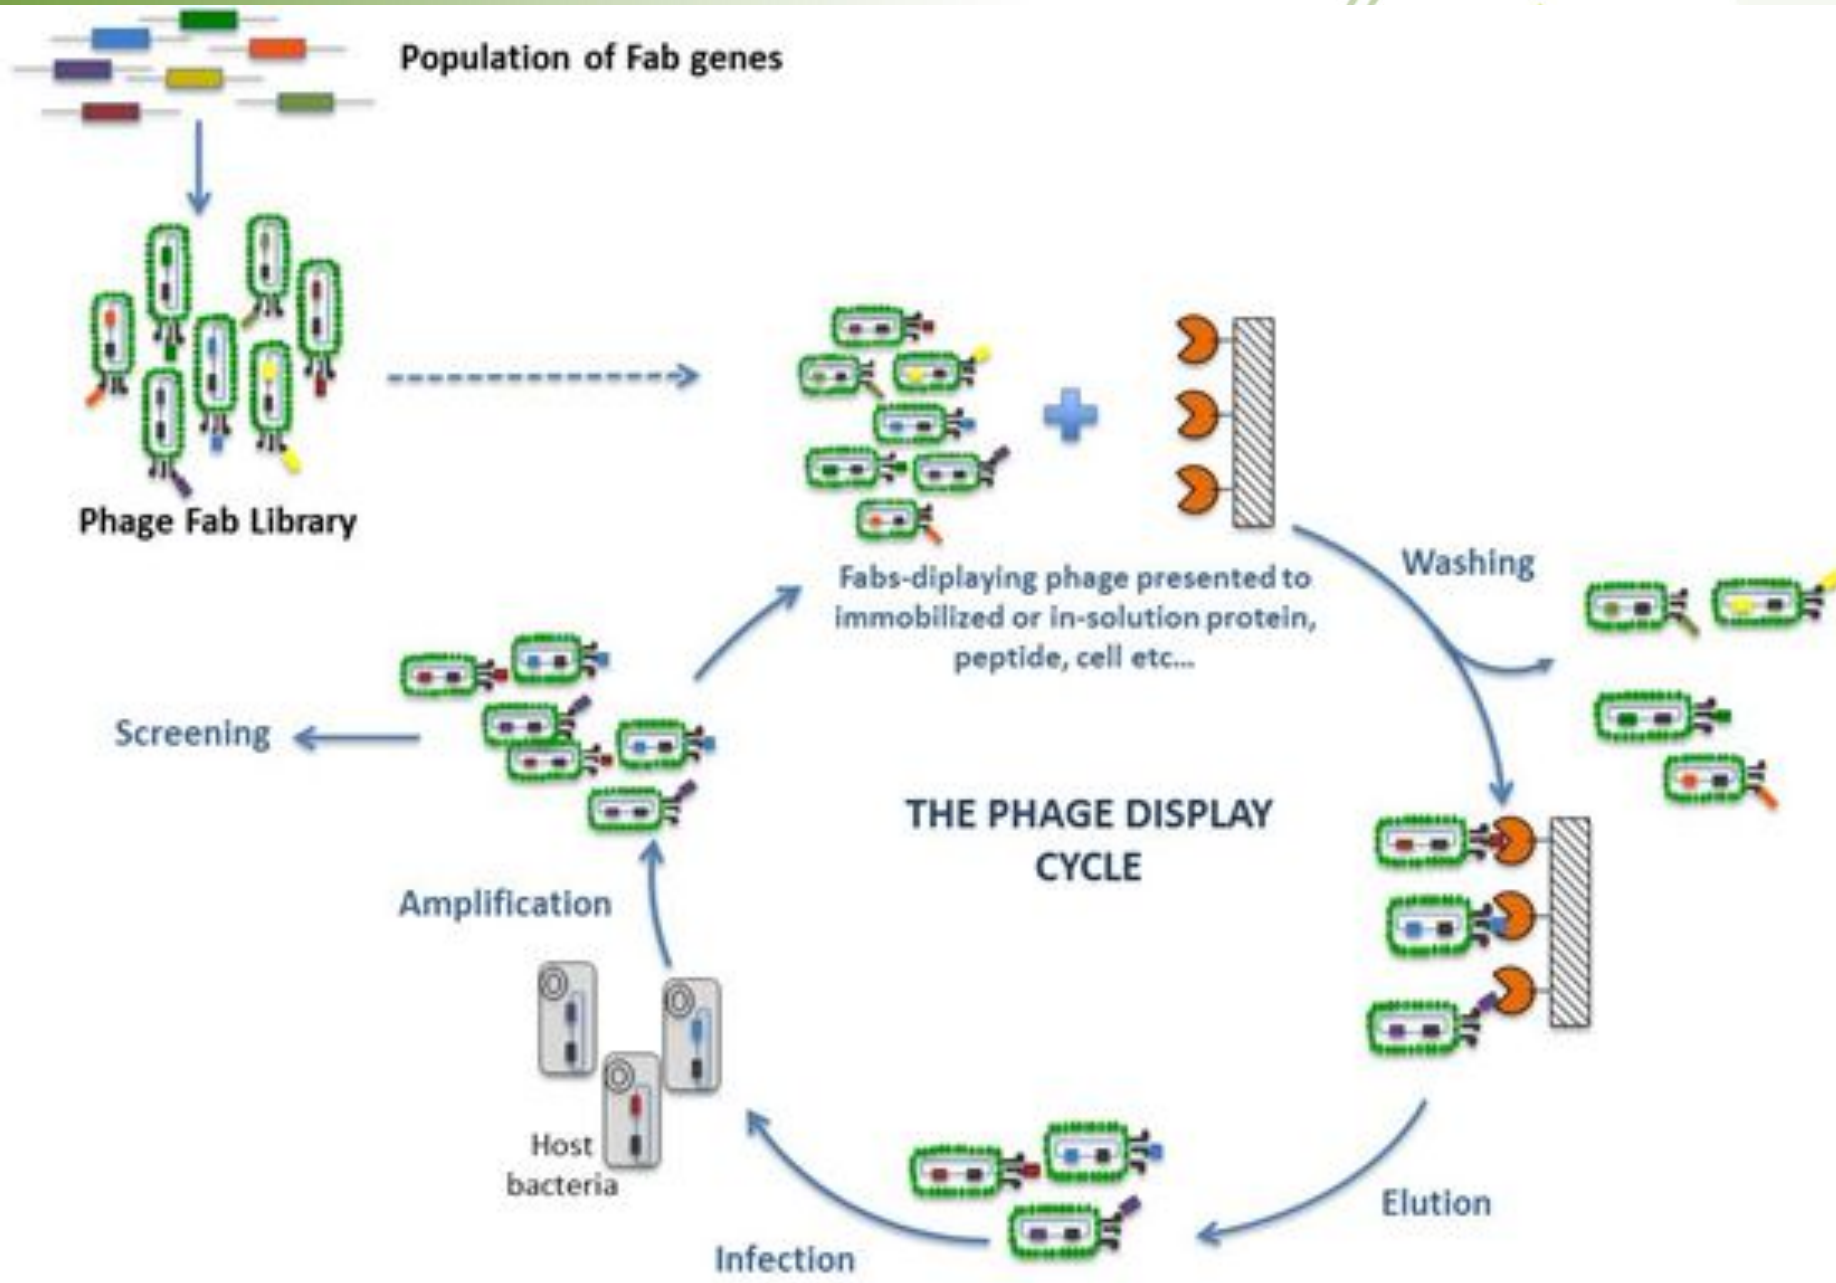 Population of Fab genes
Phage Fab Library
Fabs-diplaying phage presented to
immobilized or in-solution protein,
peptide, cell etc...
Washing
Screening
THE PHAGE DISPLAY
CYCLE
Amplification
Host
bacteria
Elution
Infection